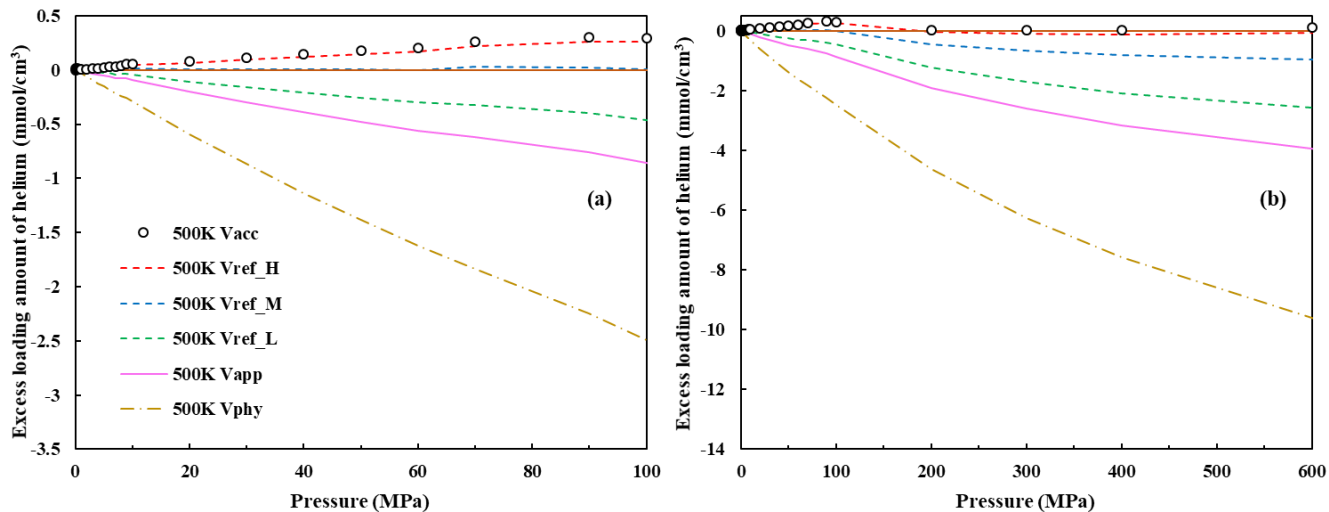 Excess loading amount of helium (mmol/cm³)
0.5
0
-0.5
-1
-1.5
-2
-2.5
-3
-3.5
(a)
500K Vacc
500K Vref_H
500K Vref_M
500K Vref_L
500K Vapp
500K Vphy
0 20 40 60 80 100
Pressure (MPa)
Excess loading amount of helium (mmol/cm³)
0
-2
-4
-6
-8
-10
-12
-14
(b)
0 100 200 300 400 500 600
Pressure (MPa)